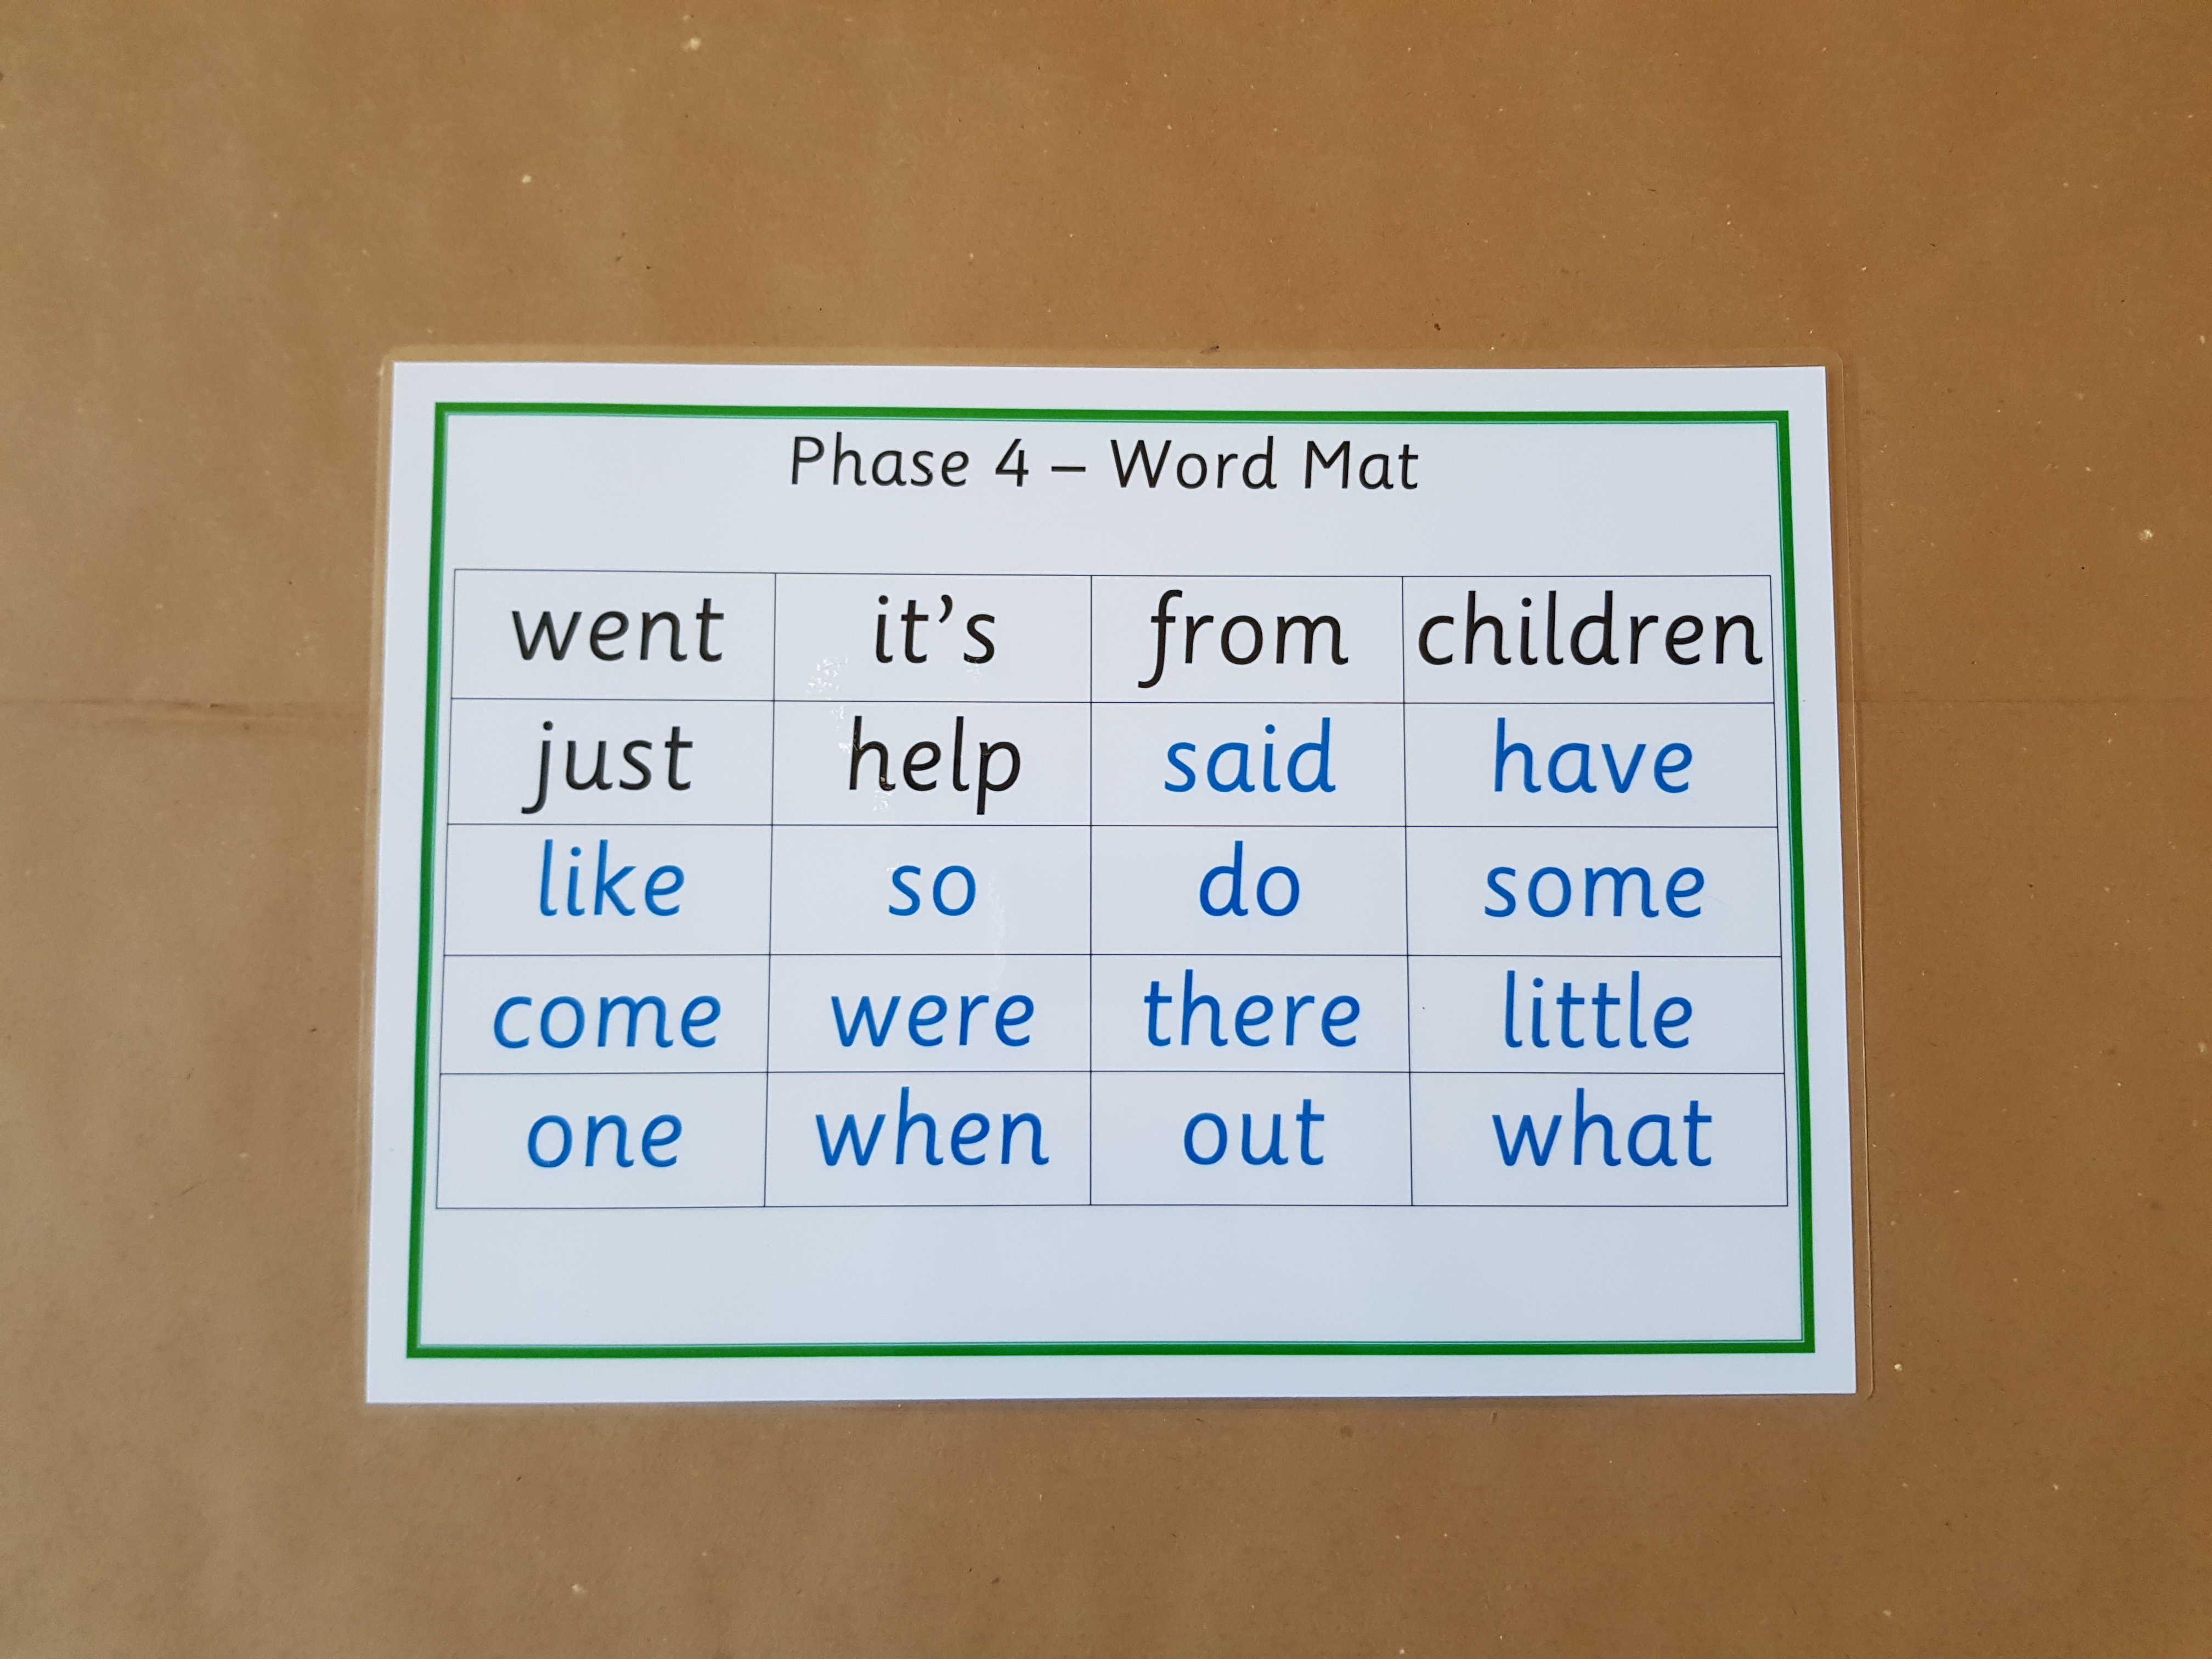 Phase 4 – Word Mat
went it’s from children
just help said have
like so do some
come were there little
one when out what